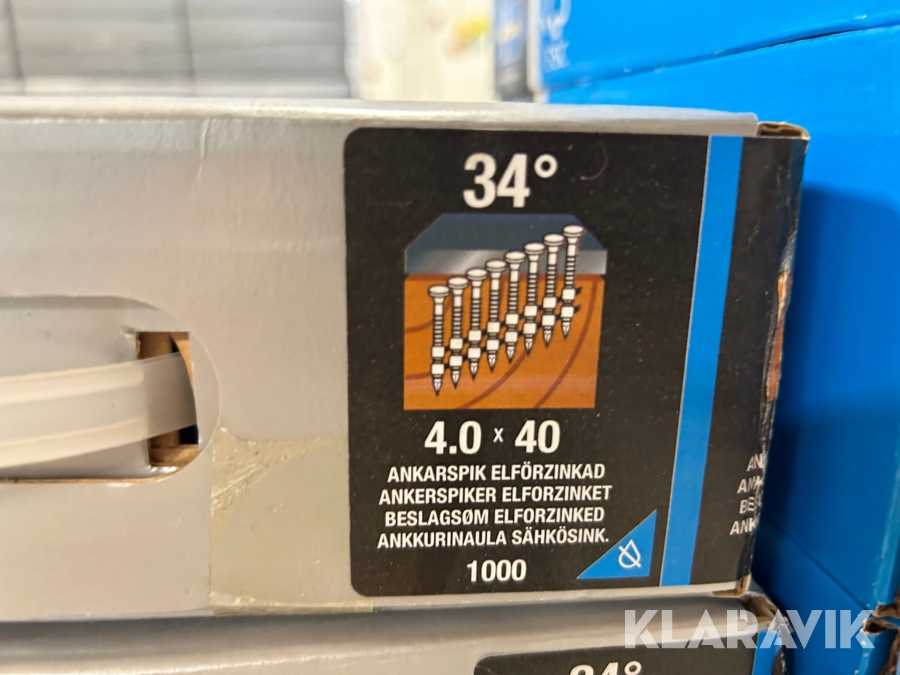 34°
4.0 x 40
ANKARSPIK ELFÖRZINKAD
ANKERSPIKER ELFORZINKET
BESLAGSØM ELFORZINKED
ANKKURINAULA SÄHKÖSINK.
1000
KLARAVIK